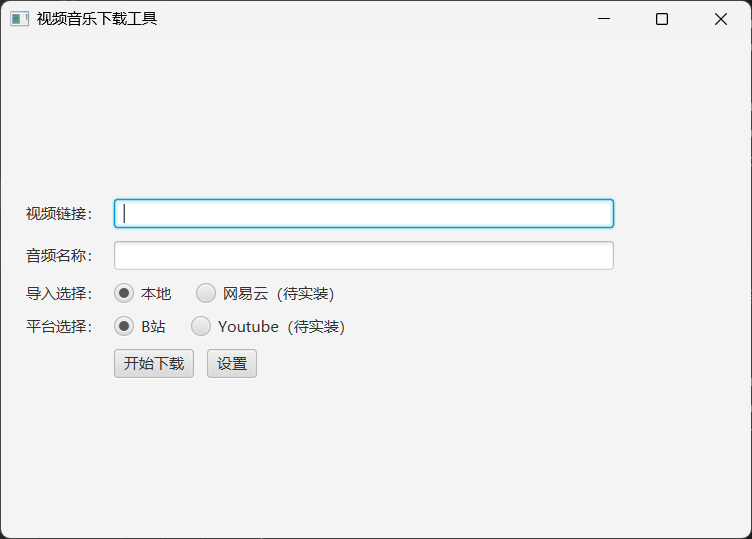 视频音乐下载工具
视频链接：
音频名称：
导入选择： 本地 网易云（待实装）
平台选择： B站 Youtube（待实装）
开始下载 设置